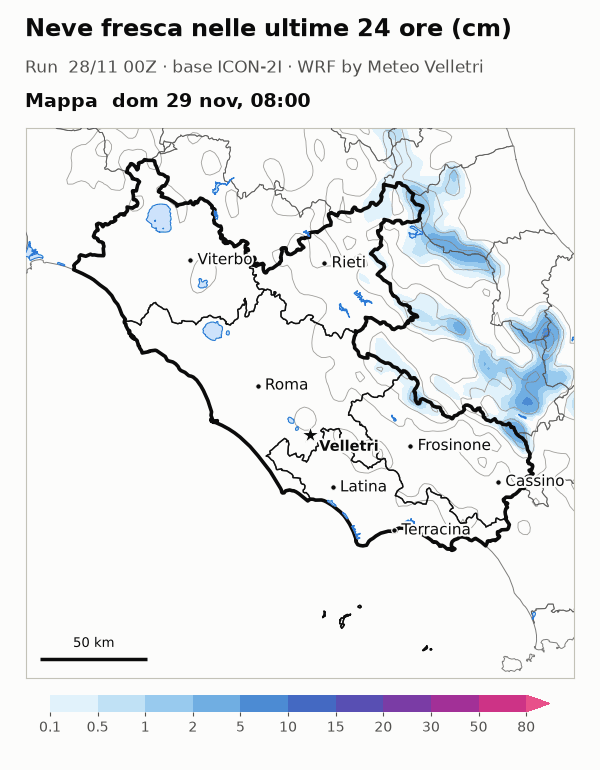 Neve fresca nelle ultime 24 ore (cm)
Run 28/11 00Z · base ICON-2I · WRF by Meteo Velletri
Mappa dom 29 nov, 08:00
Viterbo
Rieti
Roma
Velletri
Frosinone
Latina
Cassino
Terracina
50 km
0.1 0.5 1 2 5 10 15 20 30 50 80